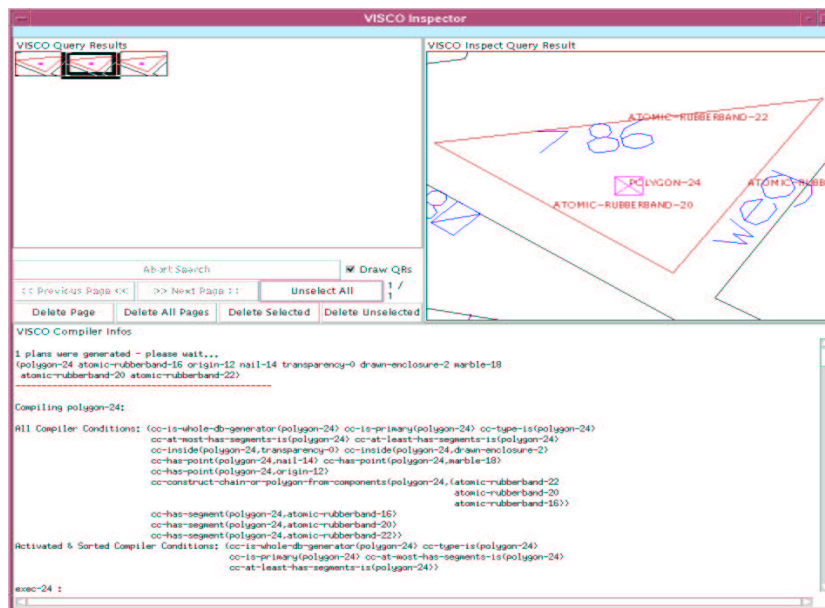 VISCO Inspector
VISCO Query Results
VISCO Inspect Query Result
ATOMIC-RUBBERBAND-22
786
POLYGON-24
ATOMIC-RUBB
ATOMIC-RUBBERBAND-20
weg
Abort Search
Draw QRs
<< Previous Page <<
>> Next Page >>
Unselect All
1 /
1
Delete Page
Delete All Pages
Delete Selected
Delete Unselected
VISCO Compiler Infos
1 plans were generated - please wait...
(polygon-24 atomic-rubberband-16 origin-12 nail-14 transparency-0 drawn-enclosure-2 marble-18
atomic-rubberband-20 atomic-rubberband-22)
------------------------------------------------
Compiling polygon-24:
All Compiler Conditions: (cc-is-whole-db-generator(polygon-24) cc-is-primary(polygon-24) cc-type-is(polygon-24)
cc-at-most-has-segments-is(polygon-24) cc-at-least-has-segments-is(polygon-24)
cc-inside(polygon-24,transparency-0) cc-inside(polygon-24,drawn-enclosure-2)
cc-has-point(polygon-24,nail-14) cc-has-point(polygon-24,marble-18)
cc-has-point(polygon-24,origin-12)
cc-construct-chain-or-polygon-from-components(polygon-24,(atomic-rubberband-22
atomic-rubberband-20
atomic-rubberband-16))
cc-has-segment(polygon-24,atomic-rubberband-16)
cc-has-segment(polygon-24,atomic-rubberband-20)
cc-has-segment(polygon-24,atomic-rubberband-22))
Activated & Sorted Compiler Conditions: (cc-is-whole-db-generator(polygon-24) cc-type-is(polygon-24)
cc-is-primary(polygon-24) cc-at-most-has-segments-is(polygon-24)
cc-at-least-has-segments-is(polygon-24))
exec-24 :